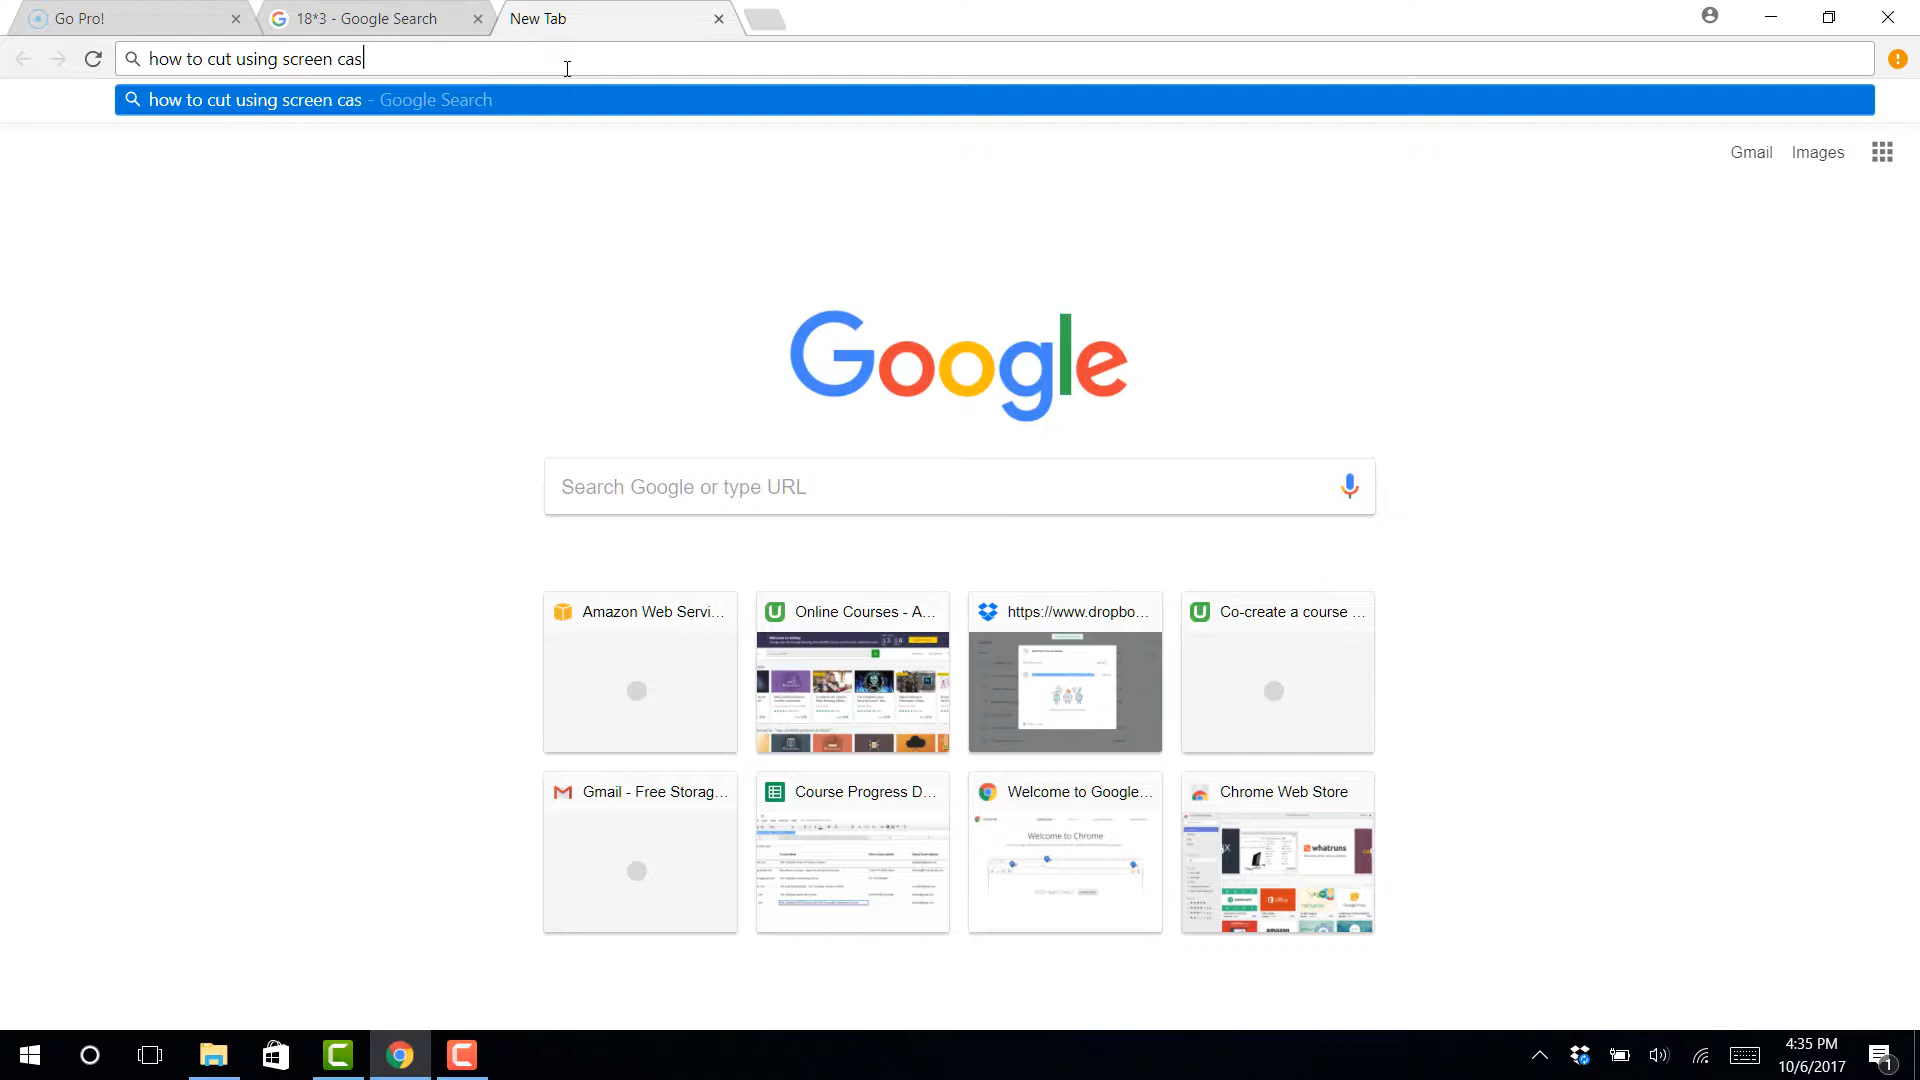 Go Pro!
18*3 - Google Search
New Tab
how to cut using screen cas
how to cut using screen cas - Google Search
Gmail Images
Google
Search Google or type URL
Amazon Web Servi...
Online Courses - A...
https://www.dropbo...
Co-create a course ...
Gmail - Free Storag...
Course Progress D...
Welcome to Google...
Chrome Web Store
Welcome to Chrome
whatruns
Office
4:35 PM
10/6/2017
1